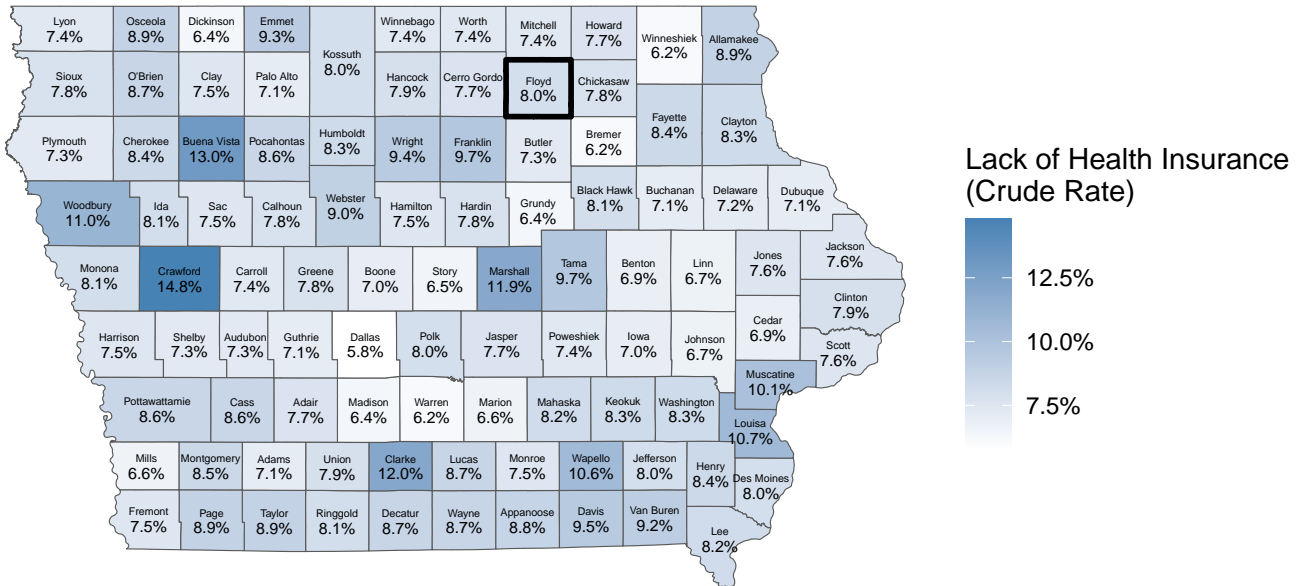 Lyon
7.4%
Osceola
8.9%
Dickinson
6.4%
Emmet
9.3%
Kossuth
8.0%
Winnebago
7.4%
Worth
7.4%
Mitchell
7.4%
Howard
7.7%
Winneshiek
6.2%
Allamakee
8.9%
Sioux
7.8%
O'Brien
8.7%
Clay
7.5%
Palo Alto
7.1%
Hancock
7.9%
Cerro Gordo
7.7%
Floyd
8.0%
Chickasaw
7.8%
Fayette
8.4%
Clayton
8.3%
Plymouth
7.3%
Cherokee
8.4%
Buena Vista
13.0%
Pocahontas
8.6%
Humboldt
8.3%
Wright
9.4%
Franklin
9.7%
Butler
7.3%
Bremer
6.2%
Woodbury
11.0%
Ida
8.1%
Sac
7.5%
Calhoun
7.8%
Webster
9.0%
Hamilton
7.5%
Hardin
7.8%
Grundy
6.4%
Black Hawk
8.1%
Buchanan
7.1%
Delaware
7.2%
Dubuque
7.1%
Monona
8.1%
Crawford
14.8%
Carroll
7.4%
Greene
7.8%
Boone
7.0%
Story
6.5%
Marshall
11.9%
Tama
9.7%
Benton
6.9%
Linn
6.7%
Jones
7.6%
Jackson
7.6%
Clinton
7.9%
Harrison
7.5%
Shelby
7.3%
Audubon
7.3%
Guthrie
7.1%
Dallas
5.8%
Polk
8.0%
Jasper
7.7%
Poweshiek
7.4%
Iowa
7.0%
Johnson
6.7%
Cedar
6.9%
Scott
7.6%
Muscatine
10.1%
Pottawattamie
8.6%
Cass
8.6%
Adair
7.7%
Madison
6.4%
Warren
6.2%
Marion
6.6%
Mahaska
8.2%
Keokuk
8.3%
Washington
8.3%
Louisa
10.7%
Mills
6.6%
Montgomery
8.5%
Adams
7.1%
Union
7.9%
Clarke
12.0%
Lucas
8.7%
Monroe
7.5%
Wapello
10.6%
Jefferson
8.0%
Henry
8.4%
Des Moines
8.0%
Fremont
7.5%
Page
8.9%
Taylor
8.9%
Ringgold
8.1%
Decatur
8.7%
Wayne
8.7%
Appanoose
8.8%
Davis
9.5%
Van Buren
9.2%
Lee
8.2%
Lack of Health Insurance
(Crude Rate)
12.5%
10.0%
7.5%